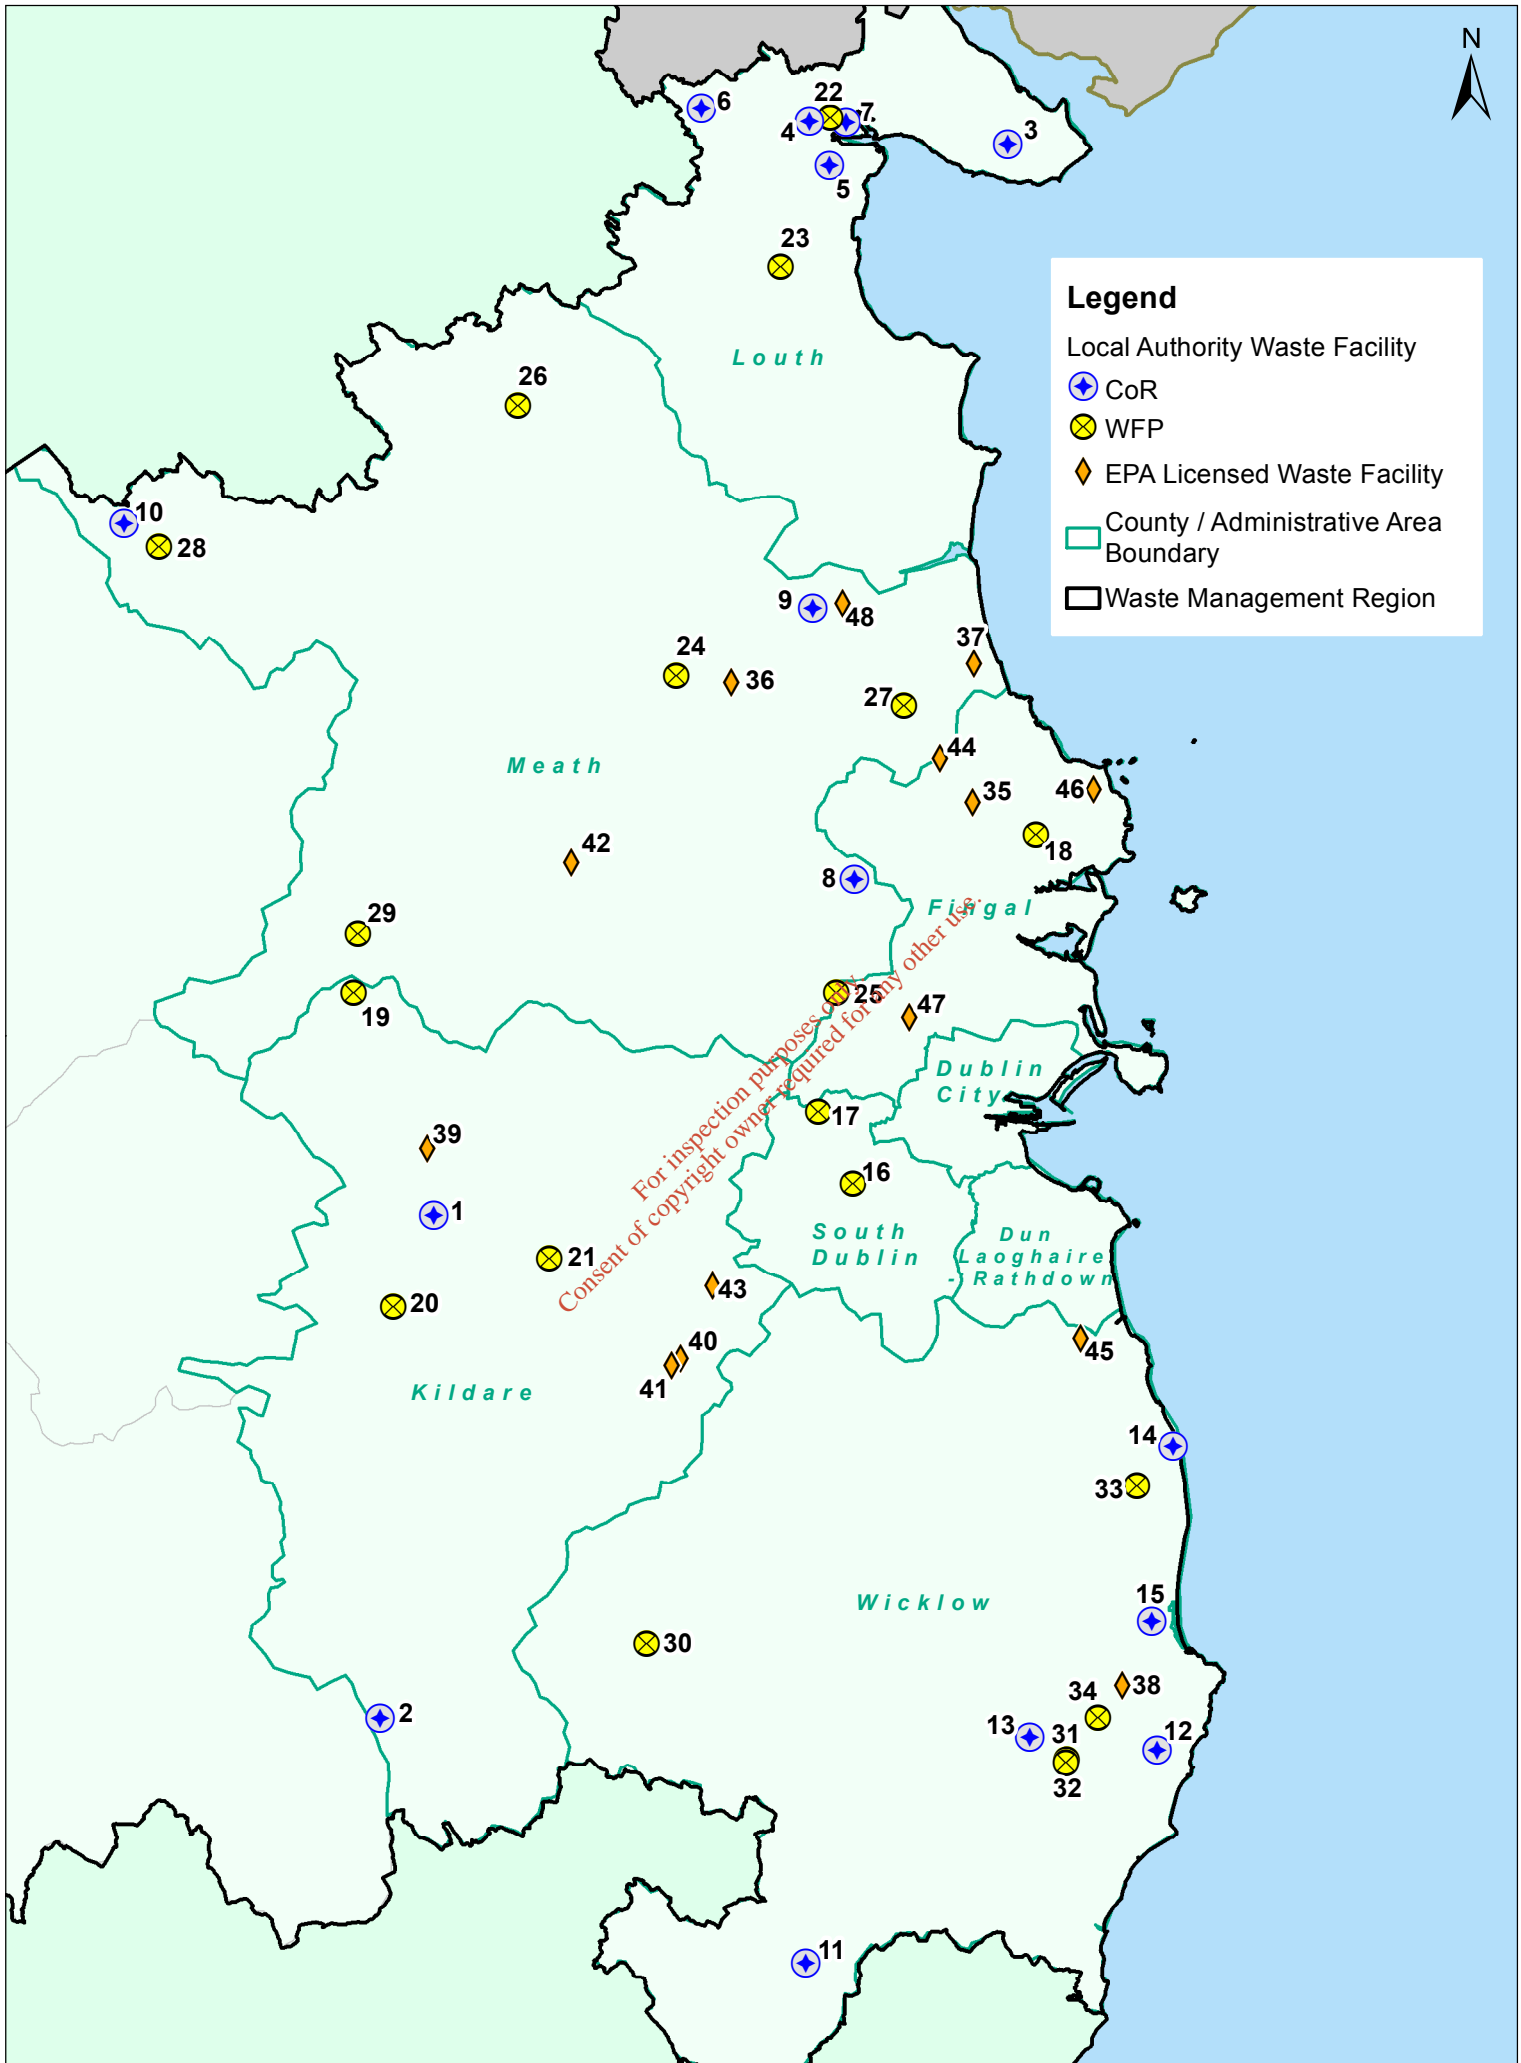 N
6
22
4
7
3
5
23
Legend
Local Authority Waste Facility
CoR
WFP
EPA Licensed Waste Facility
County / Administrative Area
Boundary
Waste Management Region
Louth
26
10
28
9
48
37
24
36
27
44
Meath
35
46
18
42
8
Fingal
29
25
19
47
Dublin
City
17
39
16
1
South
Dublin
Dun
Laoghaire
- Rathdown
21
43
20
40
41
45
Kildare
14
33
Wicklow
15
30
38
34
2
13
31
12
32
11
For inspection purposes only.
Consent of copyright owner required for any other use.